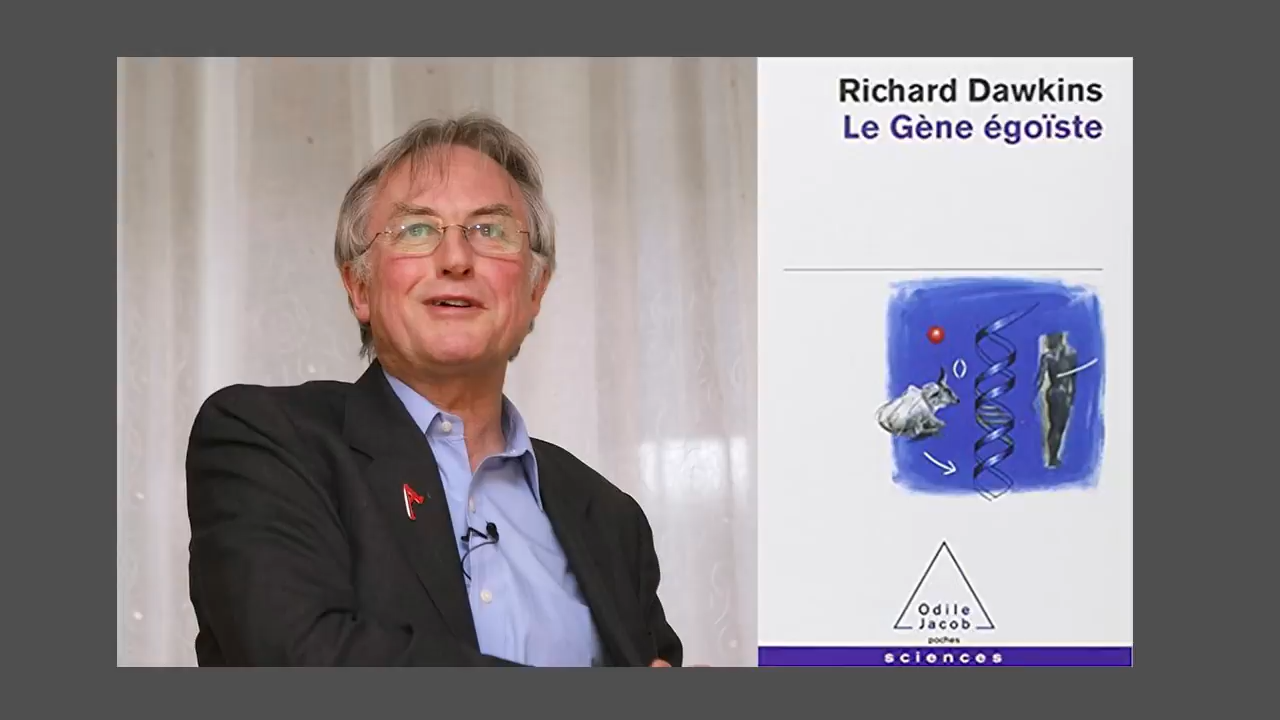 Richard Dawkins
Le Gène égoïste
Odile
Jacob
poches
sciences